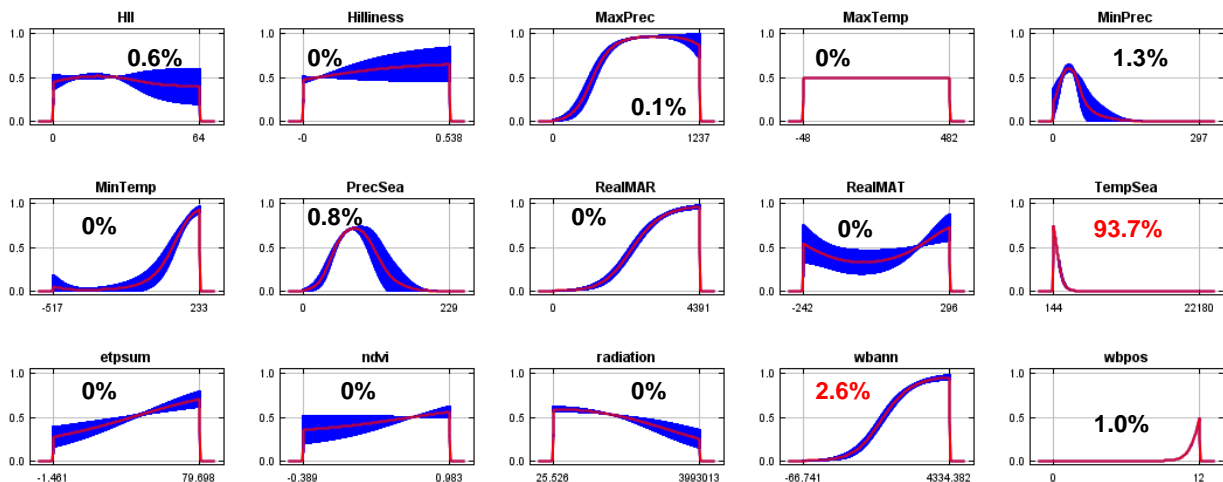 HII Hilliness MaxPrec MaxTemp MinPrec
1.0 1.0 1.0 1.0 1.0
0.6% 0% 0% 1.3%
0.5 0.5 0.5 0.5 0.5
0.1%
0.0 0.0 0.0 0.0 0.0
0 64 -0 0.538 0 1237 -48 482 0 297
MinTemp PrecSea RealMAR RealMAT TempSea
1.0 1.0 1.0 1.0 1.0
0% 0.8% 0% 0% 93.7%
0.5 0.5 0.5 0.5 0.5
0.0 0.0 0.0 0.0 0.0
-517 233 0 229 0 4391 -242 296 144 22180
etpsum ndvi radiation wbann wbpos
1.0 1.0 1.0 1.0 1.0
0% 0% 0% 2.6%
0.5 0.5 0.5 0.5 0.5
1.0%
0.0 0.0 0.0 0.0 0.0
-1.461 79.698 -0.389 0.983 25.526 3993013 -66.741 4334.382 0 12